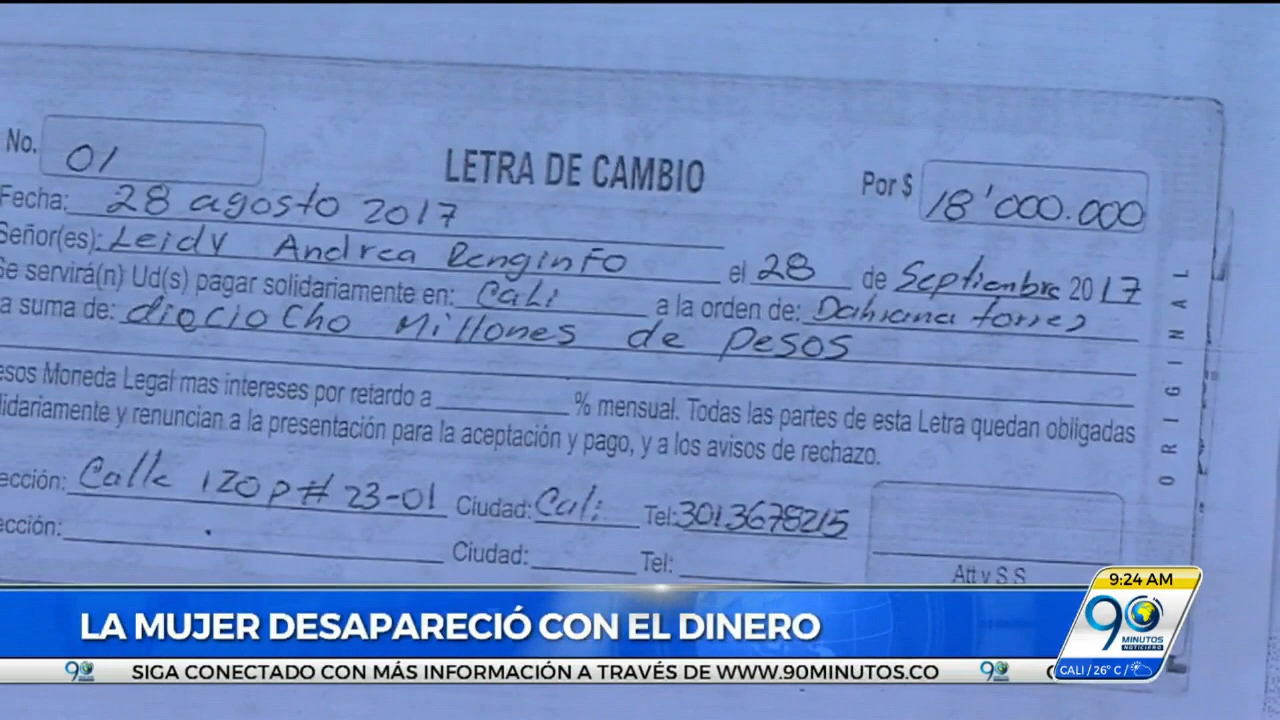 No. 01
LETRA DE CAMBIO
Por $ 18'000.000
Fecha: 28 agosto 2017
Señor(es): Leidy Andrea Renginfo el 28 de Septiembre 2017
Se servirá(n) Ud(s) pagar solidariamente en: Cali a la orden de: Dahiana torres
a suma de: dieciocho Millones de pesos
esos Moneda Legal mas intereses por retardo a % mensual. Todas las partes de esta Letra quedan obligadas
lidariamente y renuncian a la presentación para la aceptación y pago, y a los avisos de rechazo.
ección: Calle 120P # 23-01 Ciudad: Cali Tel: 3013678215
ección: Ciudad: Tel:
Att y S S
ORIGINAL
LA MUJER DESAPARECIÓ CON EL DINERO
9:24 AM
90
MINUTOS
NOTICIERO
CALI / 26° C /
SIGA CONECTADO CON MÁS INFORMACIÓN A TRAVÉS DE WWW.90MINUTOS.CO